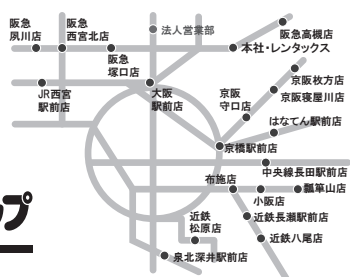 阪急
夙川店
阪急
西宮北店
阪急
塚口店
法人営業部
阪急高槻店
本社・レンタックス
JR西宮
駅前店
大阪
駅前店
京阪
守口店
京阪枚方店
京阪寝屋川店
はなてん駅前店
京橋駅前店
中央線長田駅前店
布施店
瓢箪山店
小阪店
近鉄
松原店
近鉄長瀬駅前店
近鉄八尾店
泉北深井駅前店
ップ